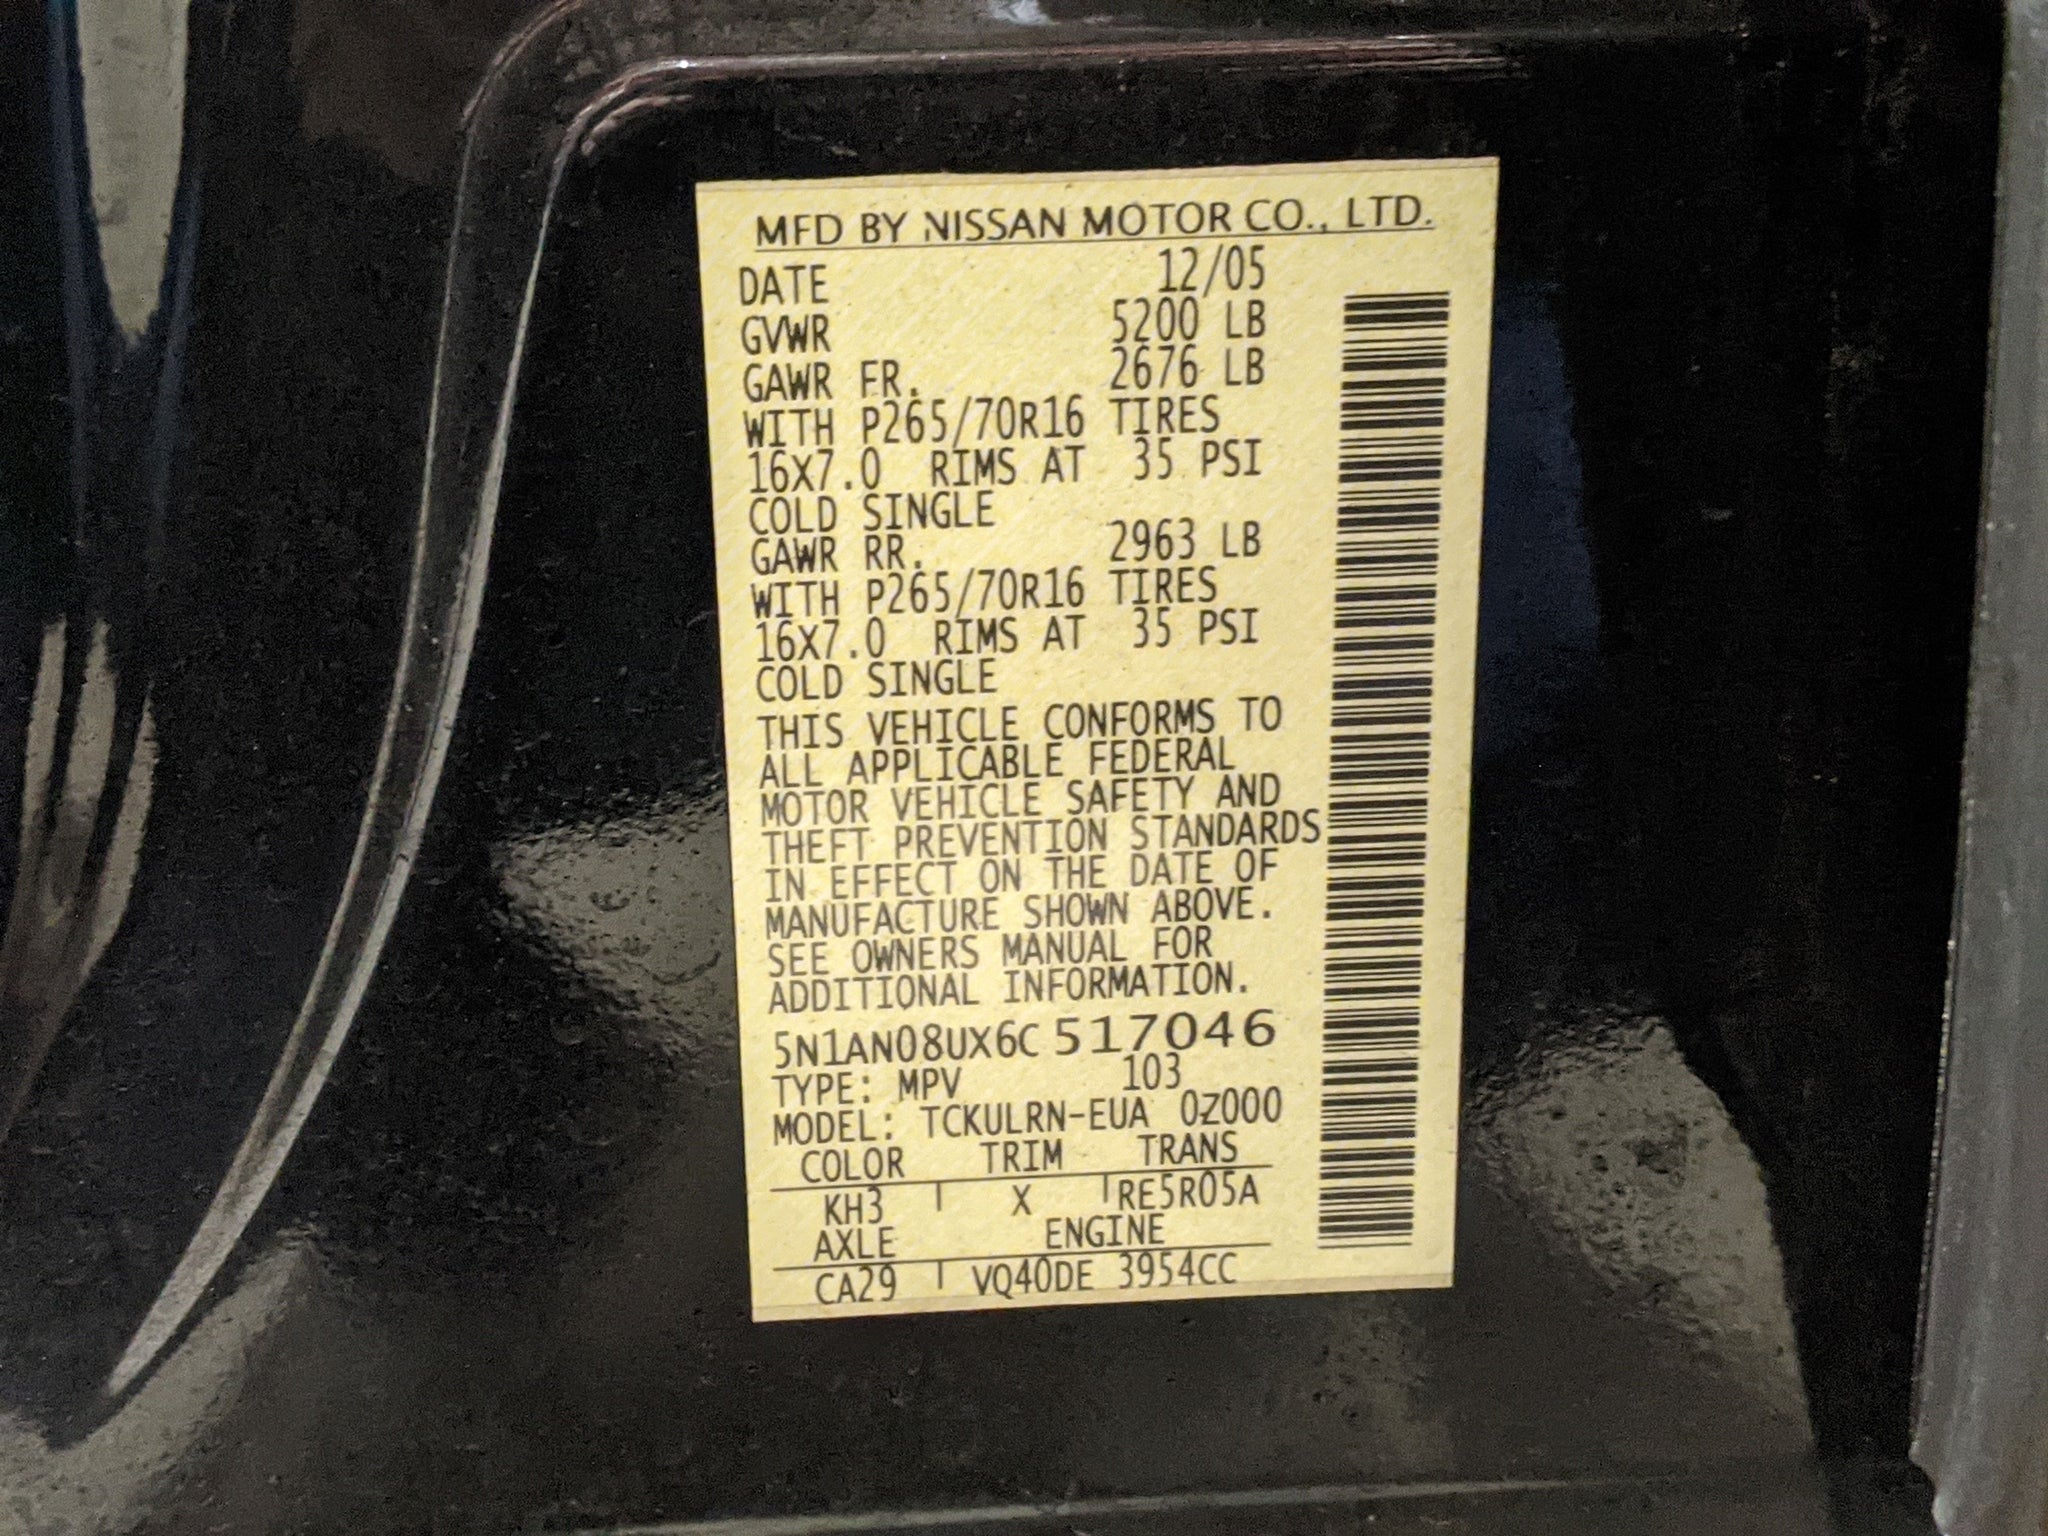 MFD BY NISSAN MOTOR CO., LTD.
DATE 12/05
GVWR 5200 LB
GAWR FR. 2676 LB
WITH P265/70R16 TIRES
16X7.0 RIMS AT 35 PSI
COLD SINGLE
GAWR RR. 2963 LB
WITH P265/70R16 TIRES
16X7.0 RIMS AT 35 PSI
COLD SINGLE
THIS VEHICLE CONFORMS TO
ALL APPLICABLE FEDERAL
MOTOR VEHICLE SAFETY AND
THEFT PREVENTION STANDARDS
IN EFFECT ON THE DATE OF
MANUFACTURE SHOWN ABOVE.
SEE OWNERS MANUAL FOR
ADDITIONAL INFORMATION.
5N1AN08UX6C 517046
TYPE: MPV 103
MODEL: TCKULRN-EUA 0Z000
COLOR TRIM TRANS
KH3 X RE5R05A
AXLE ENGINE
CA29 VQ40DE 3954CC